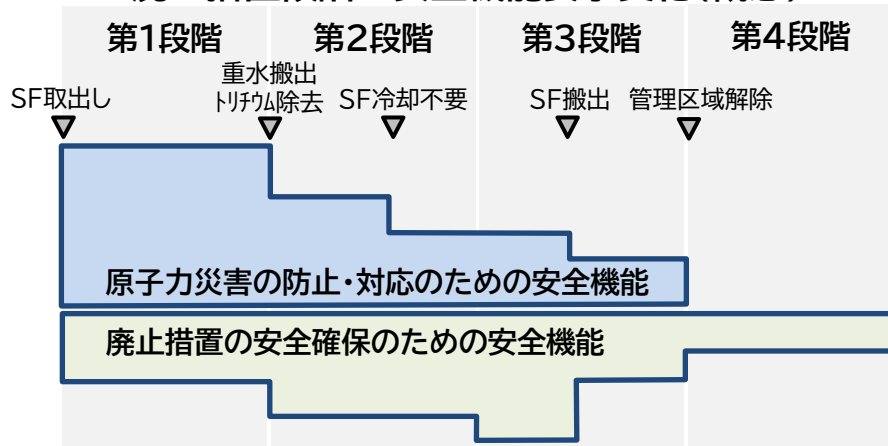 第1段階
第2段階
第3段階
第4段階
SF取出し
重水搬出
トリチウム除去
SF冷却不要
SF搬出
管理区域解除
原子力災害の防止・対応のための安全機能
廃止措置の安全確保のための安全機能